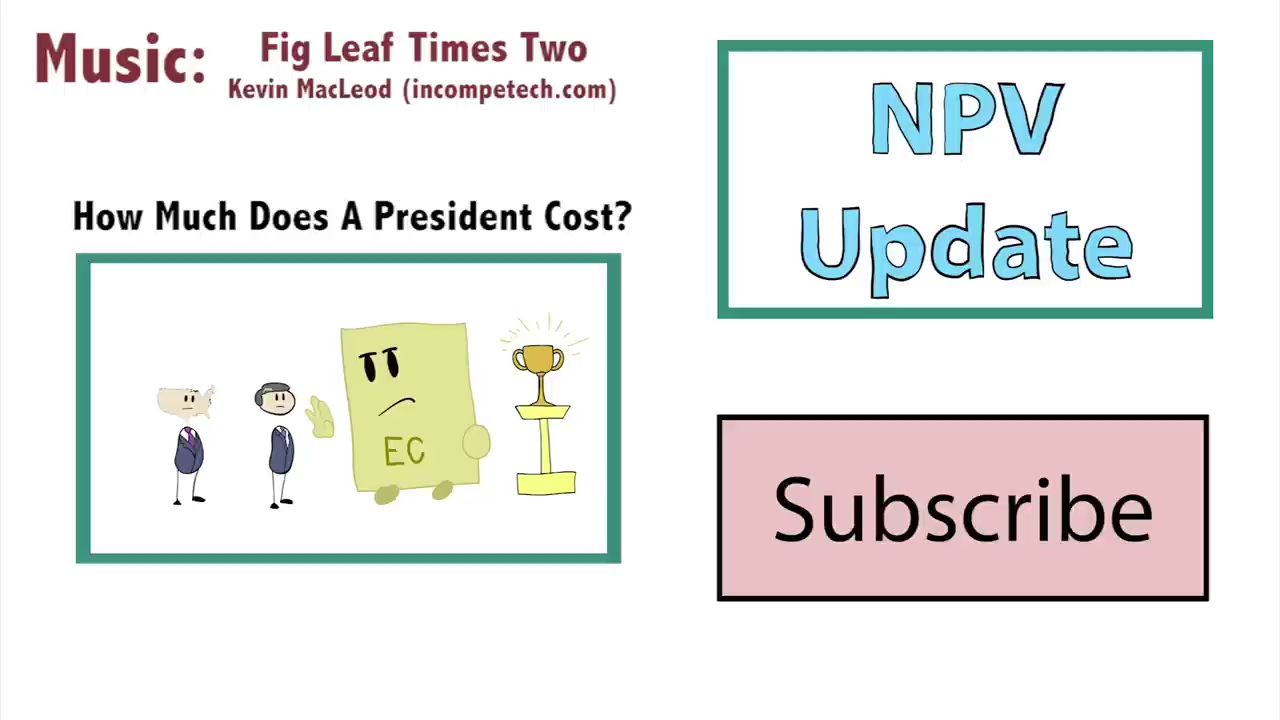 Music:
Fig Leaf Times Two
Kevin MacLeod (incompetech.com)
How Much Does A President Cost?
EC
NPV
Update
Subscribe